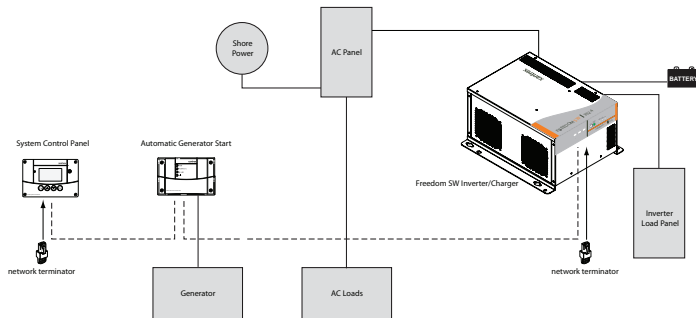 Shore
Power
AC Panel
xantrex
BATTERY
System Control Panel
Automatic Generator Start
Freedom SW Inverter/Charger
Inverter
Load Panel
network terminator
network terminator
Generator
AC Loads